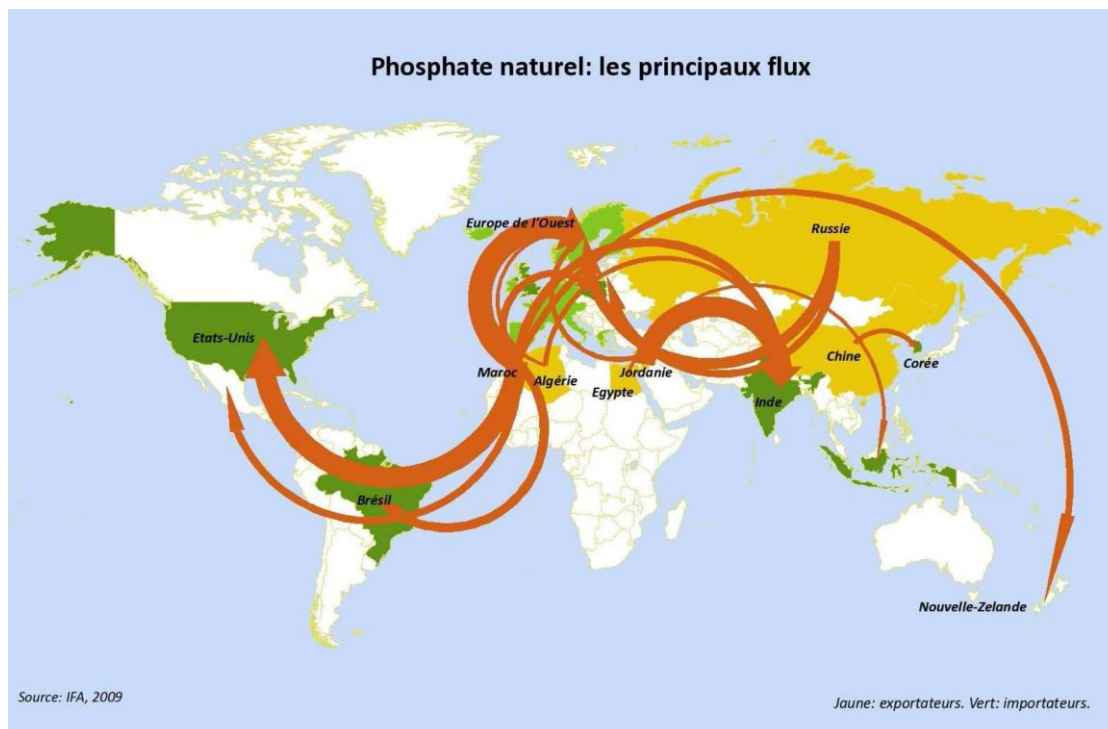 Phosphate naturel: les principaux flux
Europe de l'Ouest
Russie
Etats-Unis
Maroc
Algérie
Egypte
Jordanie
Chine
Corée
Inde
Brésil
Nouvelle-Zelande
Source: IFA, 2009
Jaune: exportateurs. Vert: importateurs.